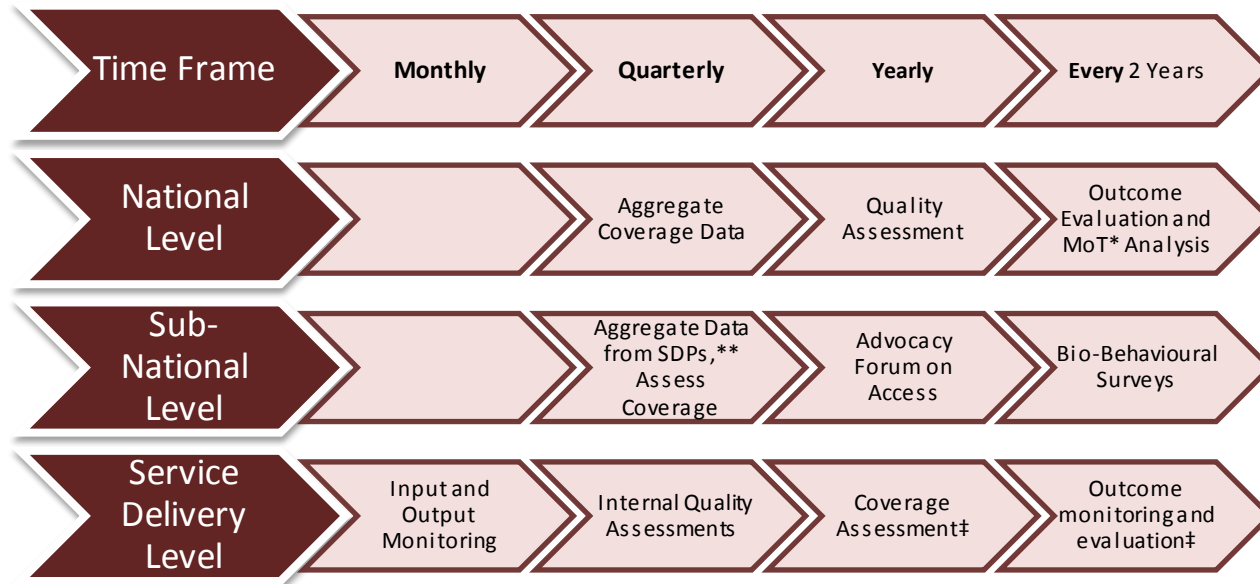 Time Frame
Monthly
Quarterly
Yearly
Every 2 Years
National
Level
Aggregate
Coverage Data
Quality
Assessment
Outcome
Evaluation and
MoT* Analysis
Sub-
National
Level
Aggregate Data
from SDPs,**
Assess
Coverage
Advocacy
Forum on
Access
Bio-Behavioural
Surveys
Service
Delivery
Level
Input and
Output
Monitoring
Internal Quality
Assessments
Coverage
Assessment‡
Outcome
monitoring and
evaluation‡